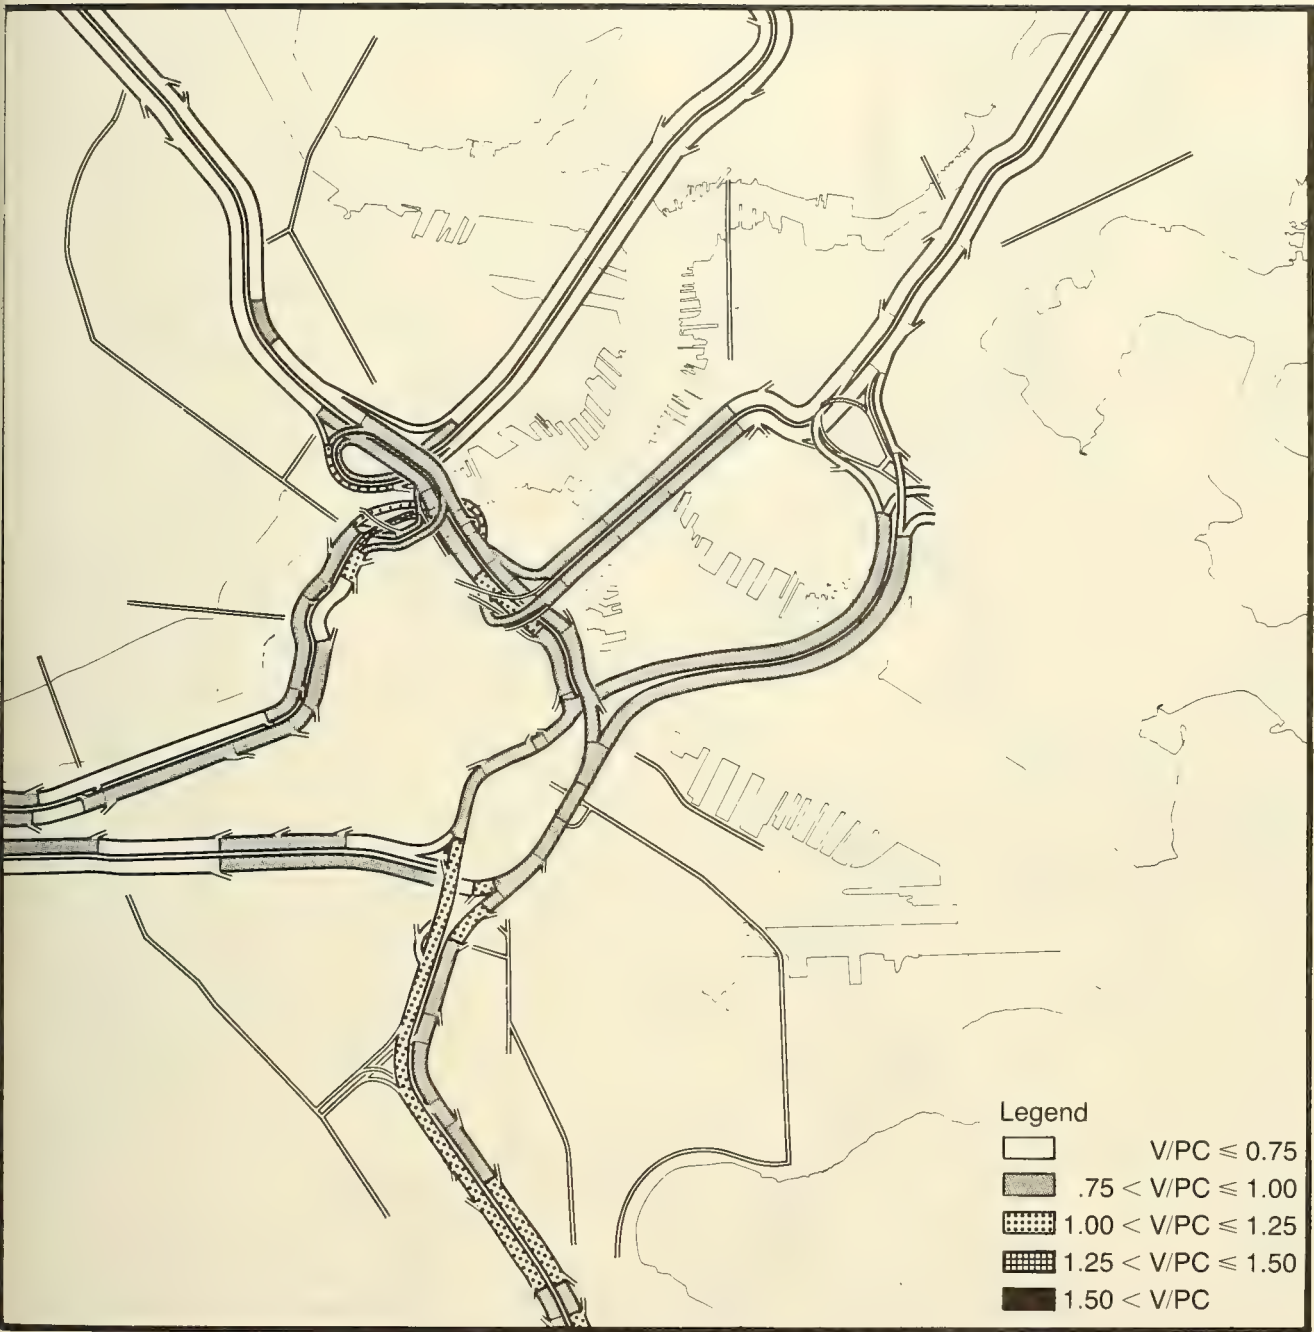 Legend
V/PC ≤ 0.75
.75 < V/PC ≤ 1.00
1.00 < V/PC ≤ 1.25
1.25 < V/PC ≤ 1.50
1.50 < V/PC